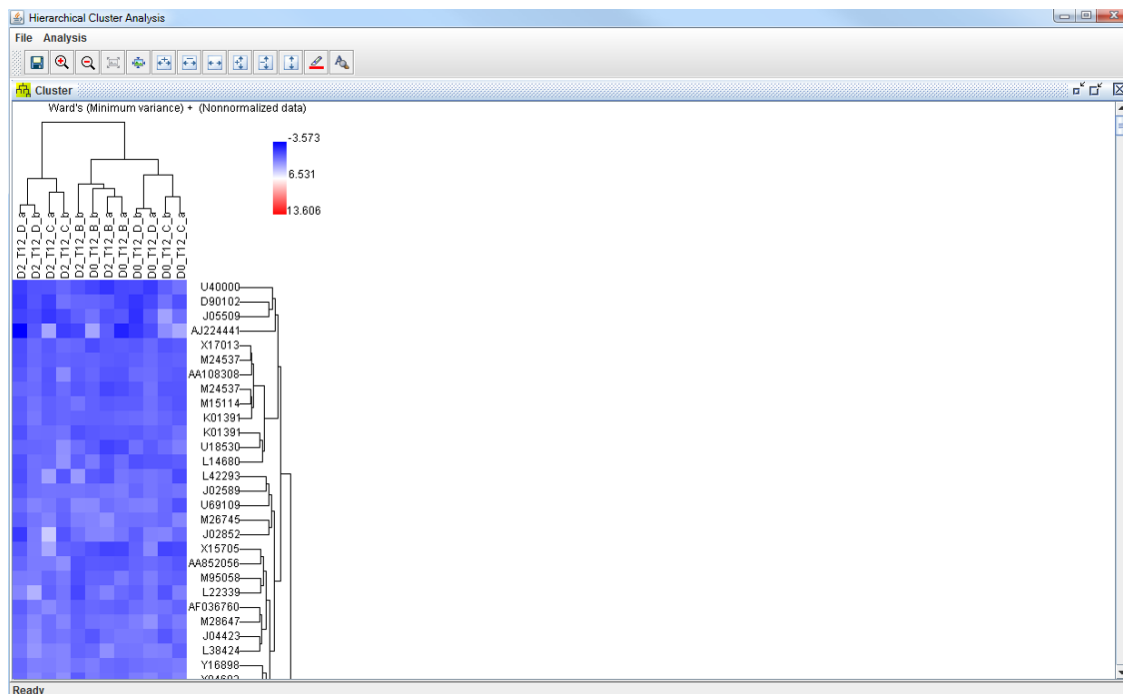 Hierarchical Cluster Analysis
File Analysis
Cluster
Ward's (Minimum variance) + (Nonnormalized data)
-3.573
6.531
13.606
D2_T12_D_a
D2_T12_D_b
D2_T12_C_a
D2_T12_C_b
D2_T12_B_b
D0_T12_B_b
D2_T12_B_a
D0_T12_B_a
D0_T12_D_b
D0_T12_D_a
D0_T12_C_b
D0_T12_C_a
U40000
D90102
J05509
AJ224441
X17013
M24537
AA108308
M24537
M15114
K01391
K01391
U18530
L14680
L42293
J02589
U69109
M26745
J02852
X15705
AA852056
M95058
L22339
AF036760
M28647
J04423
L38424
Y16898
Ready